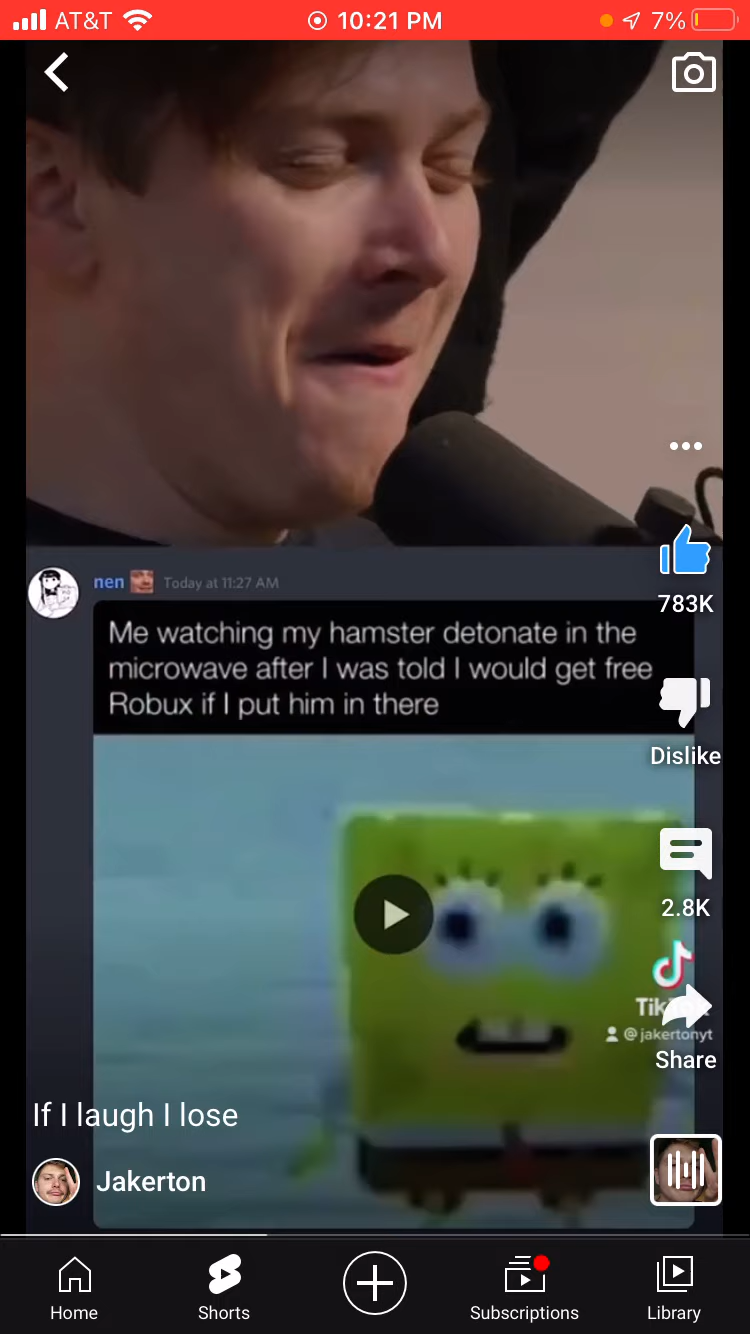 AT&T 10:21 PM 7%
nen Today at 11:27 AM
Me watching my hamster detonate in the
microwave after I was told I would get free
Robux if I put him in there
783K
Dislike
2.8K
@jakertonyt
Share
If I laugh I lose
Jakerton
Home Shorts Subscriptions Library